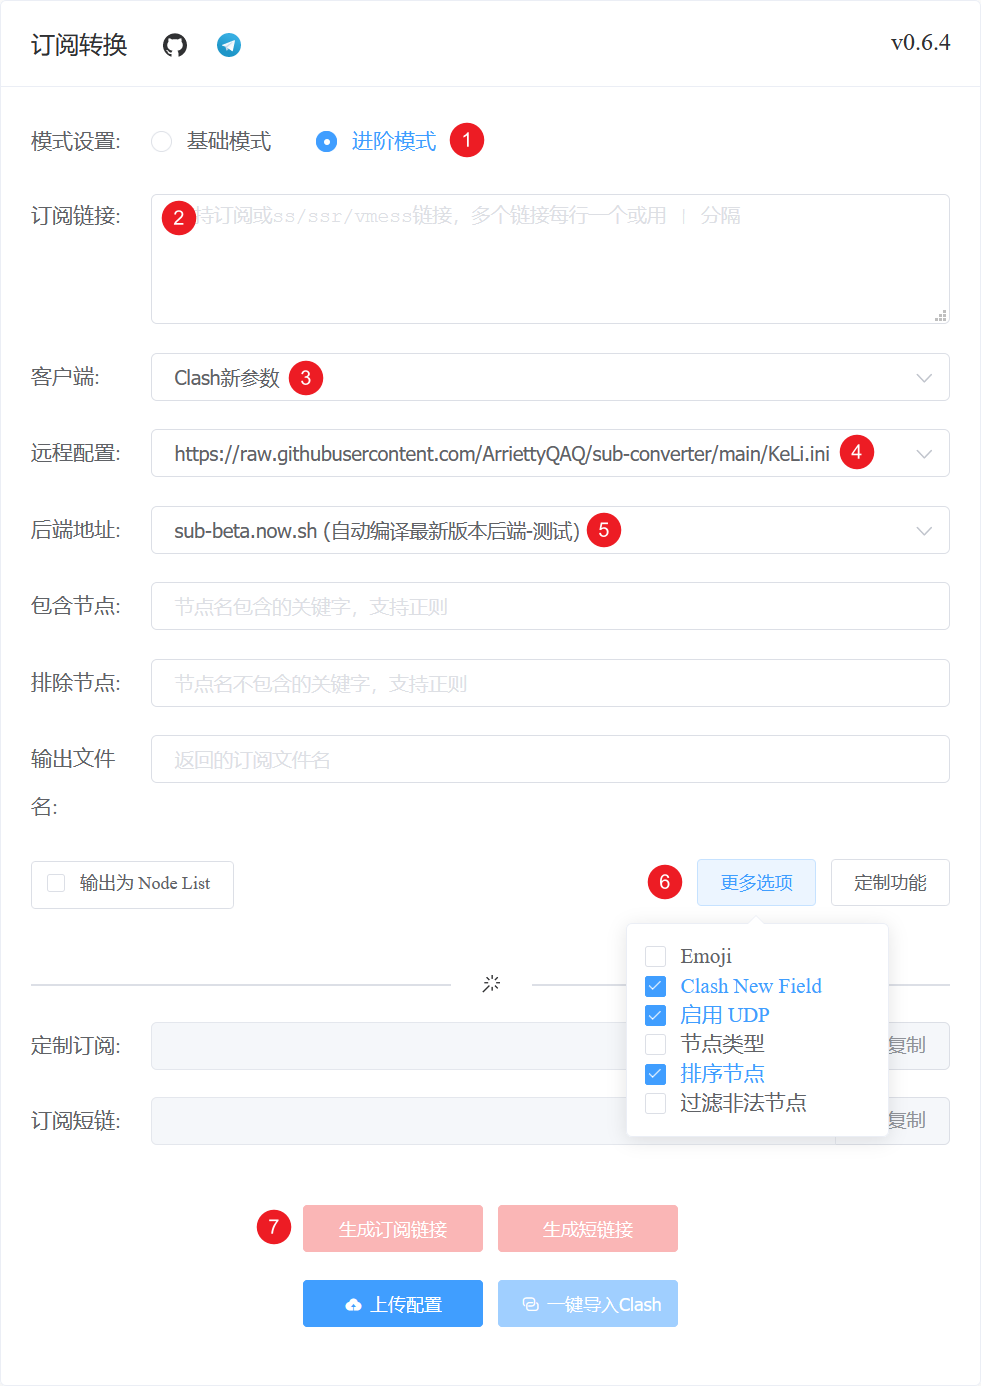 订阅转换 v0.6.4
模式设置: 基础模式 进阶模式 1
订阅链接: 2 持订阅或ss/ssr/vmess链接，多个链接每行一个或用 | 分隔
客户端: Clash新参数 3
远程配置: https://raw.githubusercontent.com/ArriettyQAQ/sub-converter/main/KeLi.ini 4
后端地址: sub-beta.now.sh (自动编译最新版本后端-测试) 5
包含节点: 节点名包含的关键字，支持正则
排除节点: 节点名不包含的关键字，支持正则
输出文件 返回的订阅文件名
名:
输出为 Node List 6 更多选项 定制功能
Emoji
Clash New Field
启用 UDP
节点类型
排序节点
过滤非法节点
定制订阅: 复制
订阅短链: 复制
7 生成订阅链接 生成短链接
上传配置 一键导入Clash